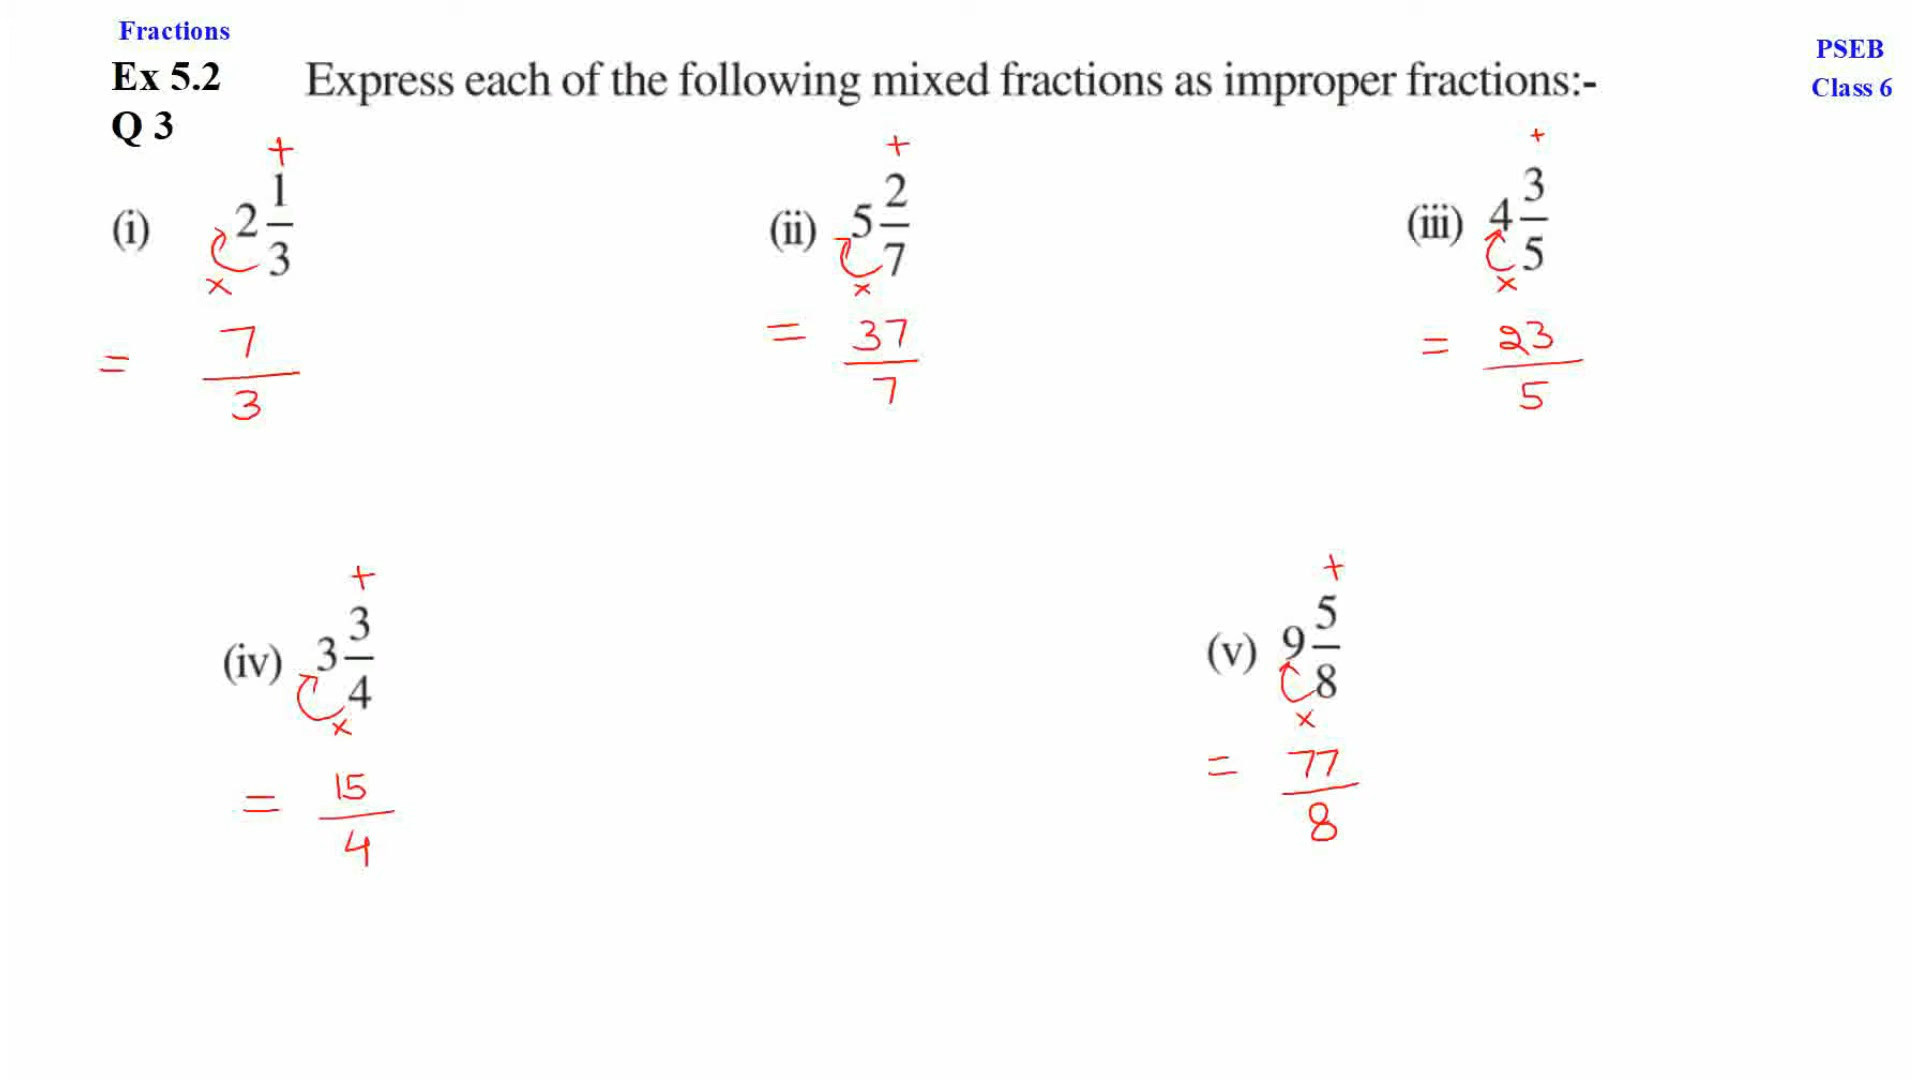 Fractions
PSEB
Class 6
Ex 5.2
Q 3
Express each of the following mixed fractions as improper fractions:-
(i) 2 1/3
+
×
= 7/3
(ii) 5 2/7
+
×
= 37/7
(iii) 4 3/5
+
×
= 23/5
(iv) 3 3/4
+
×
= 15/4
(v) 9 5/8
+
×
= 77/8